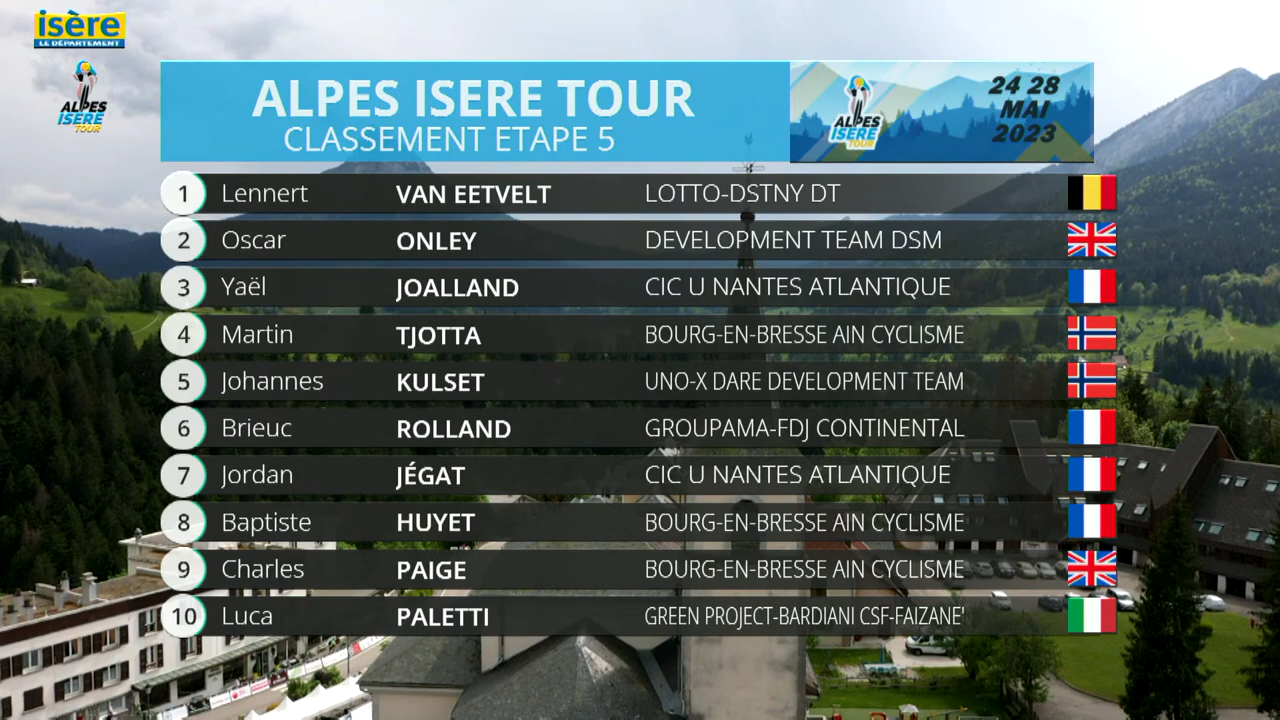 isère
LE DÉPARTEMENT
ALPES
ISERE
TOUR
ALPES ISERE TOUR
CLASSEMENT ETAPE 5
ALPES
ISERE
TOUR
24 28
MAI
2023
1 Lennert VAN EETVELT LOTTO-DSTNY DT
2 Oscar ONLEY DEVELOPMENT TEAM DSM
3 Yaël JOALLAND CIC U NANTES ATLANTIQUE
4 Martin TJOTTA BOURG-EN-BRESSE AIN CYCLISME
5 Johannes KULSET UNO-X DARE DEVELOPMENT TEAM
6 Brieuc ROLLAND GROUPAMA-FDJ CONTINENTAL
7 Jordan JÉGAT CIC U NANTES ATLANTIQUE
8 Baptiste HUYET BOURG-EN-BRESSE AIN CYCLISME
9 Charles PAIGE BOURG-EN-BRESSE AIN CYCLISME
10 Luca PALETTI GREEN PROJECT-BARDIANI CSF-FAIZANE'